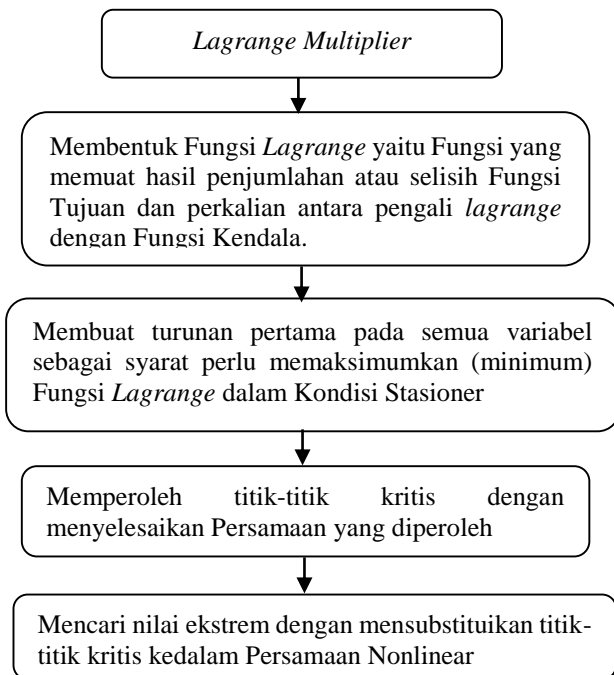 Lagrange Multiplier
Membentuk Fungsi Lagrange yaitu Fungsi yang
memuat hasil penjumlahan atau selisih Fungsi
Tujuan dan perkalian antara pengali lagrange
dengan Fungsi Kendala.
Membuat turunan pertama pada semua variabel
sebagai syarat perlu memaksimumkan (minimum)
Fungsi Lagrange dalam Kondisi Stasioner
Memperoleh titik-titik kritis dengan
menyelesaikan Persamaan yang diperoleh
Mencari nilai ekstrem dengan mensubstituikan titik-
titik kritis kedalam Persamaan Nonlinear